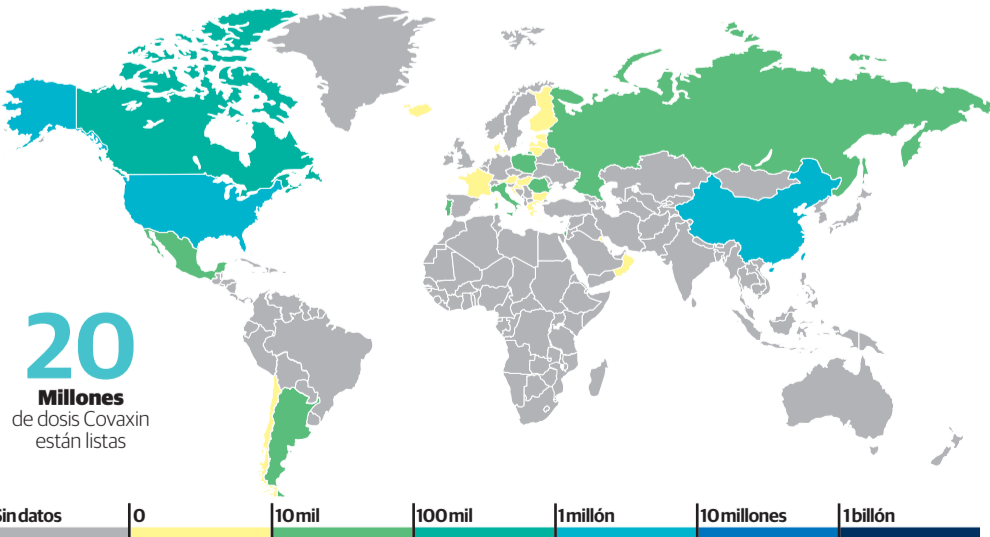 20
Millones
de dosis Covaxin
están listas
Sin datos 0 10 mil 100 mil 1 millón 10 millones 1 billón